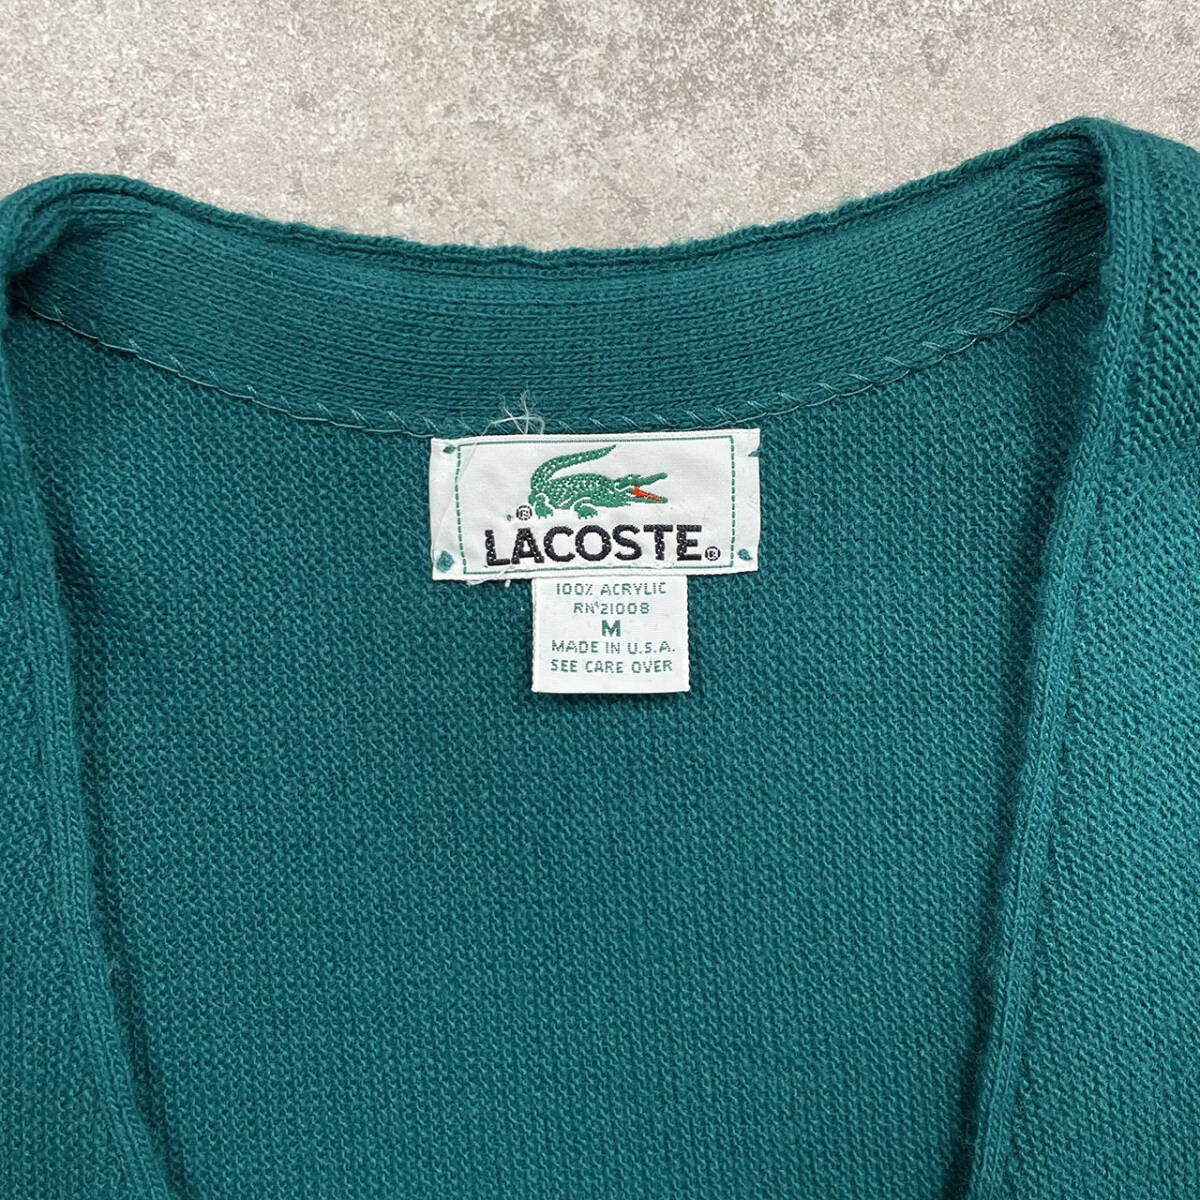 ®
LACOSTE®
100% ACRYLIC
RN 21008
M
MADE IN U.S.A.
SEE CARE OVER